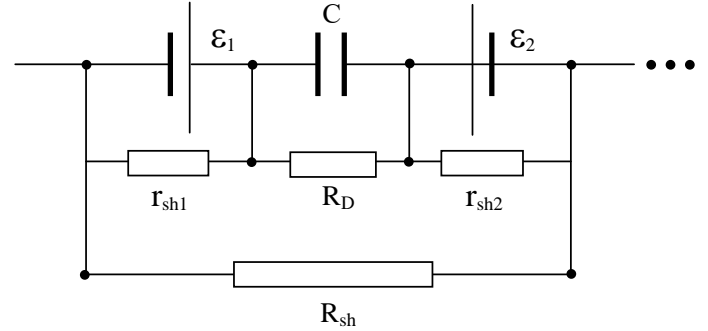 C
ε₁
ε₂
r_sh1
R_D
r_sh2
R_sh